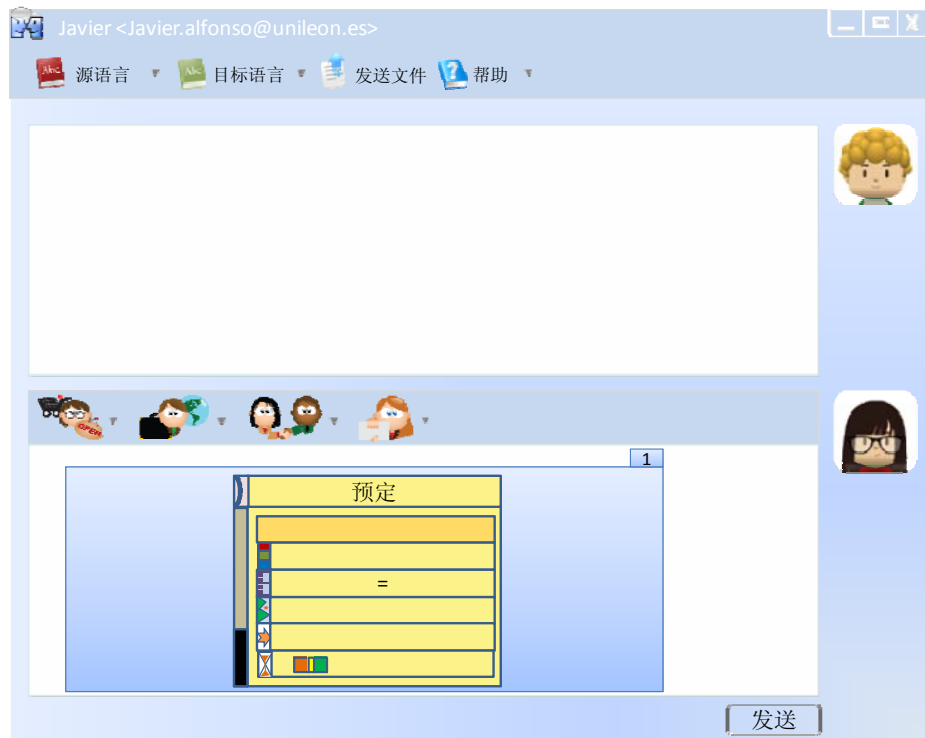 Javier <Javier.alfonso@unileon.es>
源语言 目标语言 发送文件 帮助
1
预定
=
发送